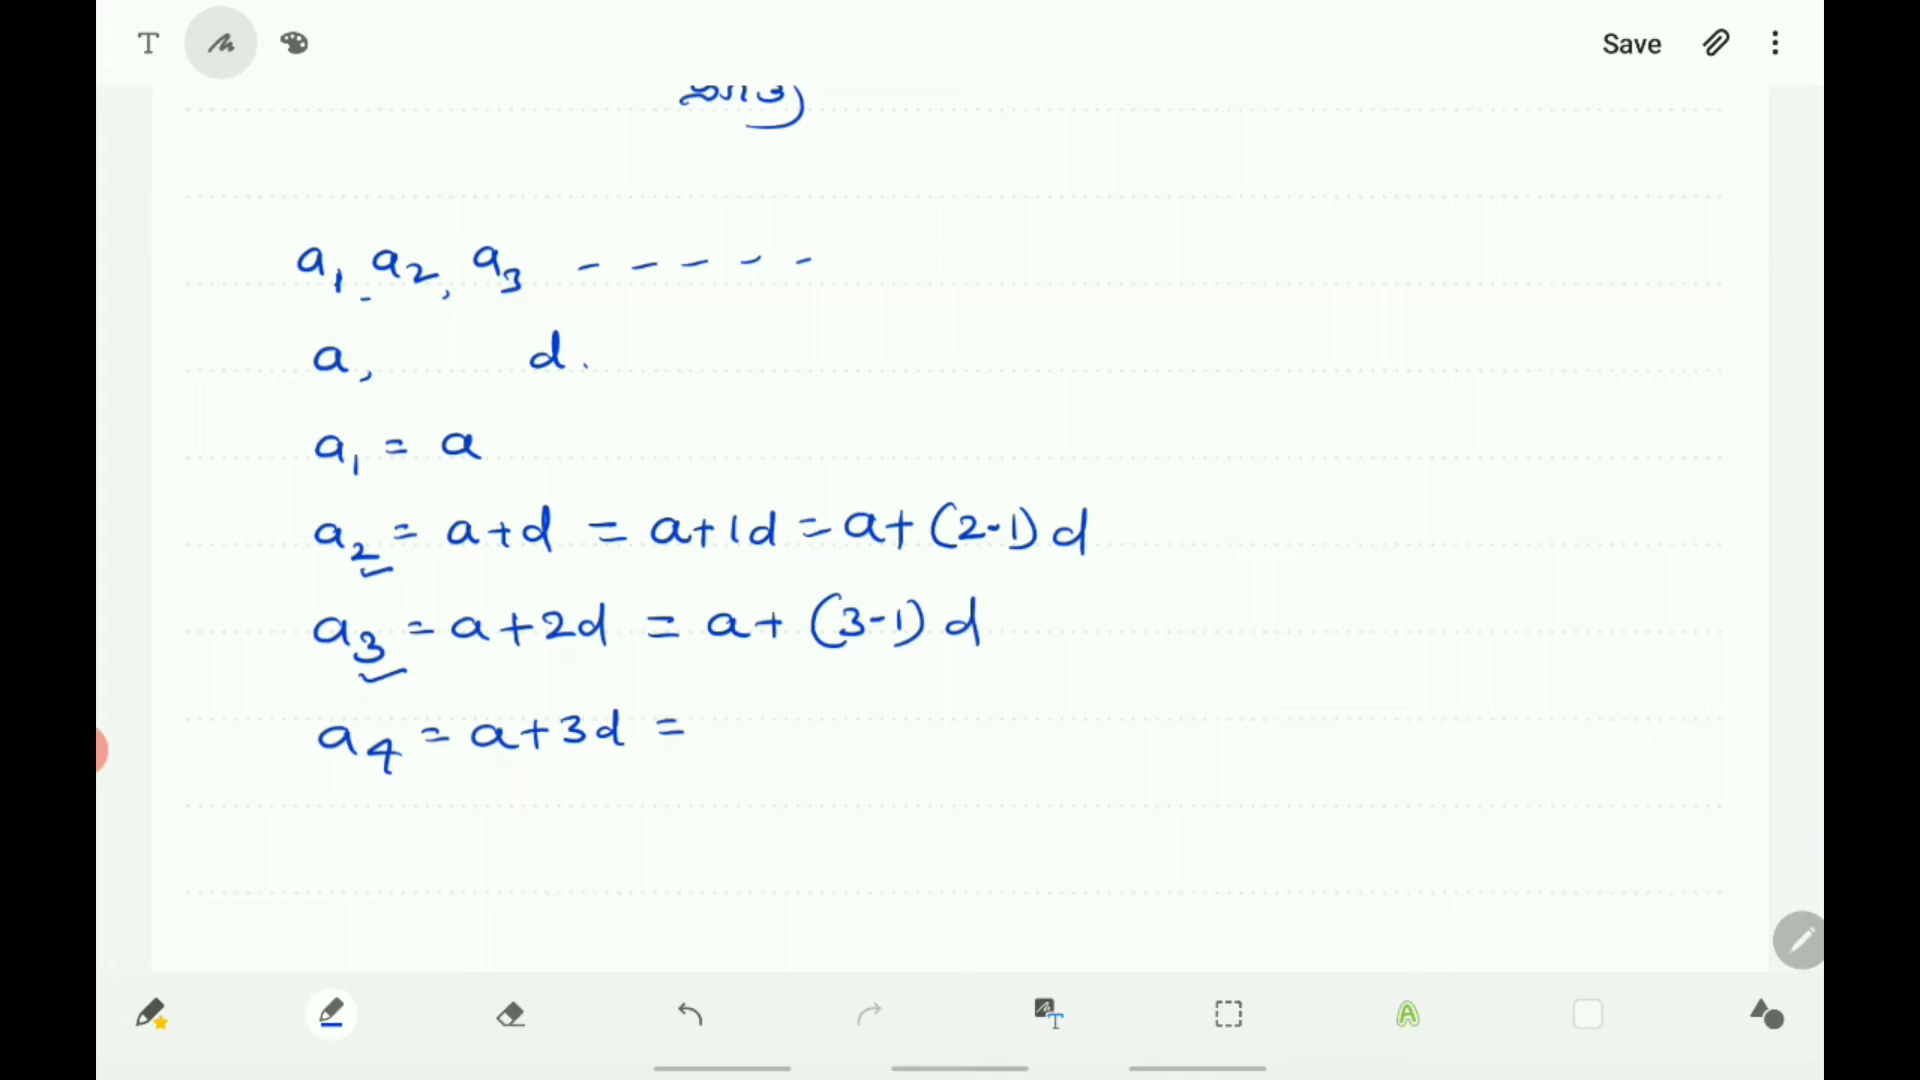 Save
a₁, a₂, a₃ - - - - -
a, d.
a₁ = a
a₂ = a+d = a+1d = a+(2-1)d
a₃ = a+2d = a+(3-1)d
a₄ = a+3d =